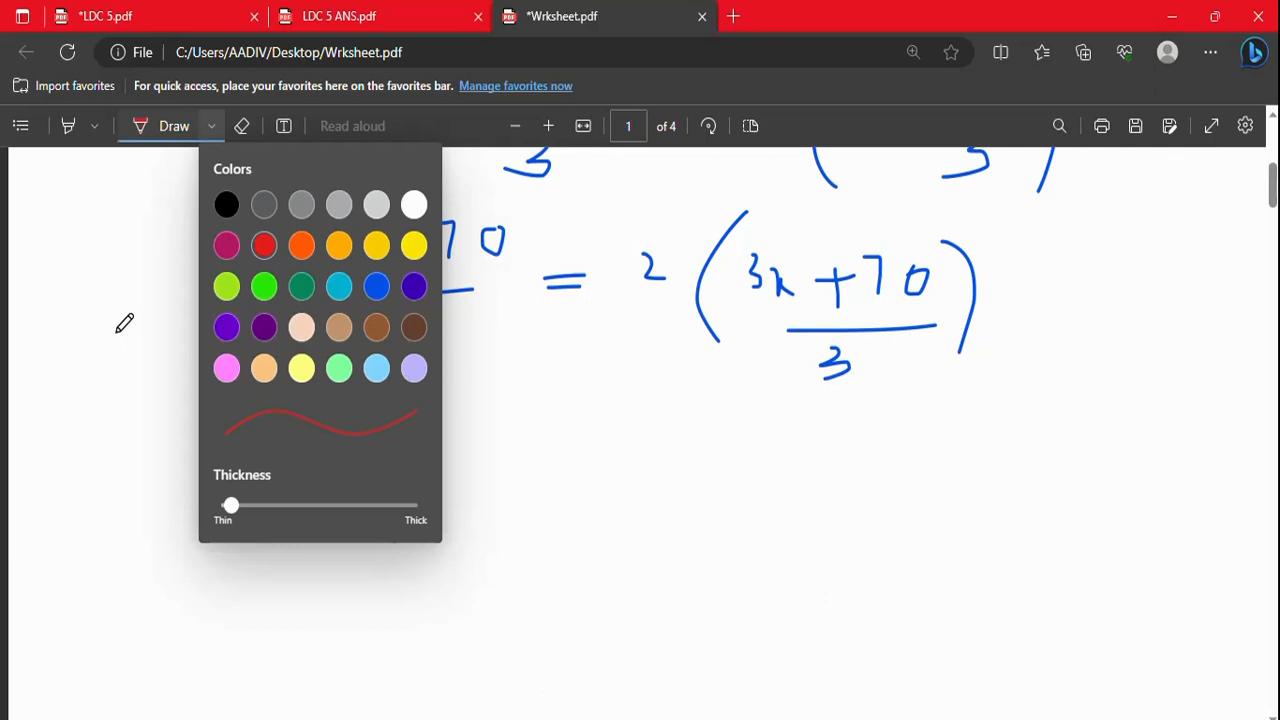 *LDC 5.pdf
LDC 5 ANS.pdf
*Wrksheet.pdf
File
C:/Users/AADIV/Desktop/Wrksheet.pdf
Import favorites
For quick access, place your favorites here on the favorites bar. Manage favorites now
Draw
Read aloud
1 of 4
Colors
Thickness
Thin
Thick
3
3
70 = 2 (3x + 70
3
)